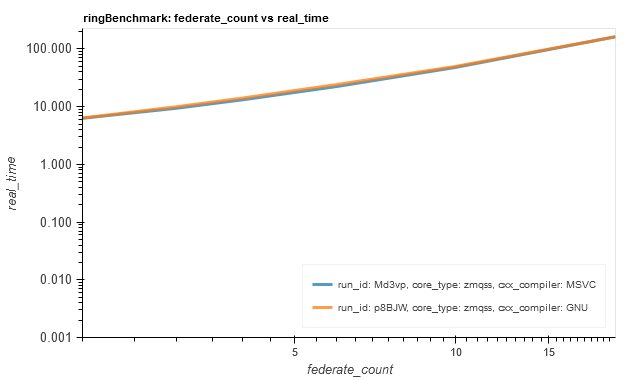 ringBenchmark: federate_count vs real_time
100.000
10.000
1.000
0.100
0.010
0.001
real_time
run_id: Md3vp, core_type: zmqss, cxx_compiler: MSVC
run_id: p8BJW, core_type: zmqss, cxx_compiler: GNU
5
10
15
federate_count